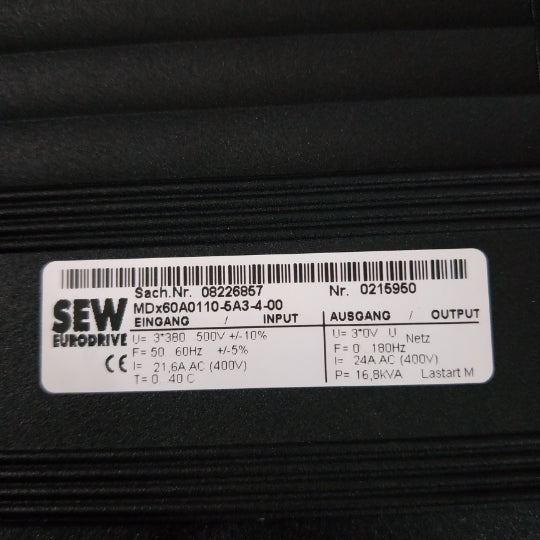 Sach.Nr. 08226857 Nr. 0215950
SEW
EURODRIVE
CE
MDx60A0110-5A3-4-00
EINGANG / INPUT
U= 3*380 500V +/-10%
F= 50 60Hz +/-5%
I= 21,6A AC (400V)
T= 0 40 C
AUSGANG / OUTPUT
U= 3*0V U Netz
F= 0 180Hz
I= 24A AC (400V)
P= 16,8kVA Lastart M